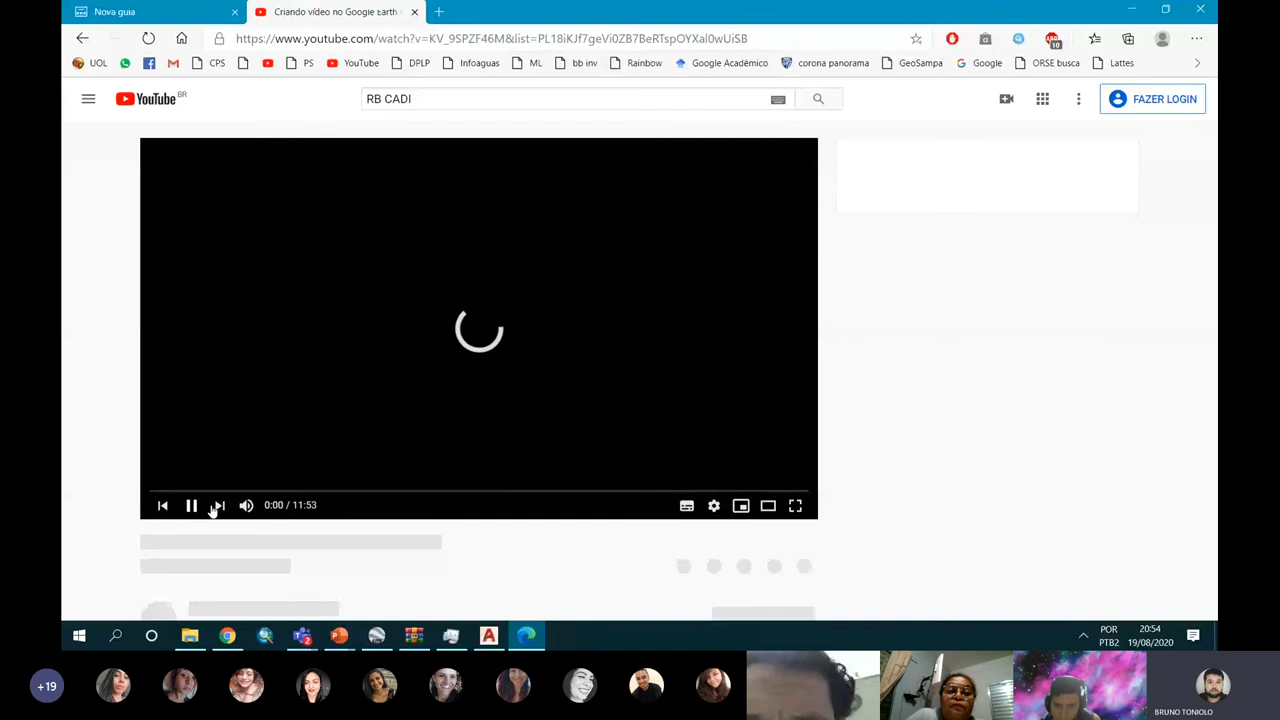 Nova guia
Criando vídeo no Google Earth
https://www.youtube.com/watch?v=KV_9SPZF46M&list=PL18iKJf7geVi0ZB7BeRTspOYXal0wUiSB
10
UOL CPS PS YouTube DPLP Infoaguas ML bb inv Rainbow Google Acadêmico corona panorama GeoSampa Google ORSE busca Lattes
YouTube BR
RB CADI
FAZER LOGIN
0:00 / 11:53
POR
PTB2
20:54
19/08/2020
+19
BRUNO TONIOLO